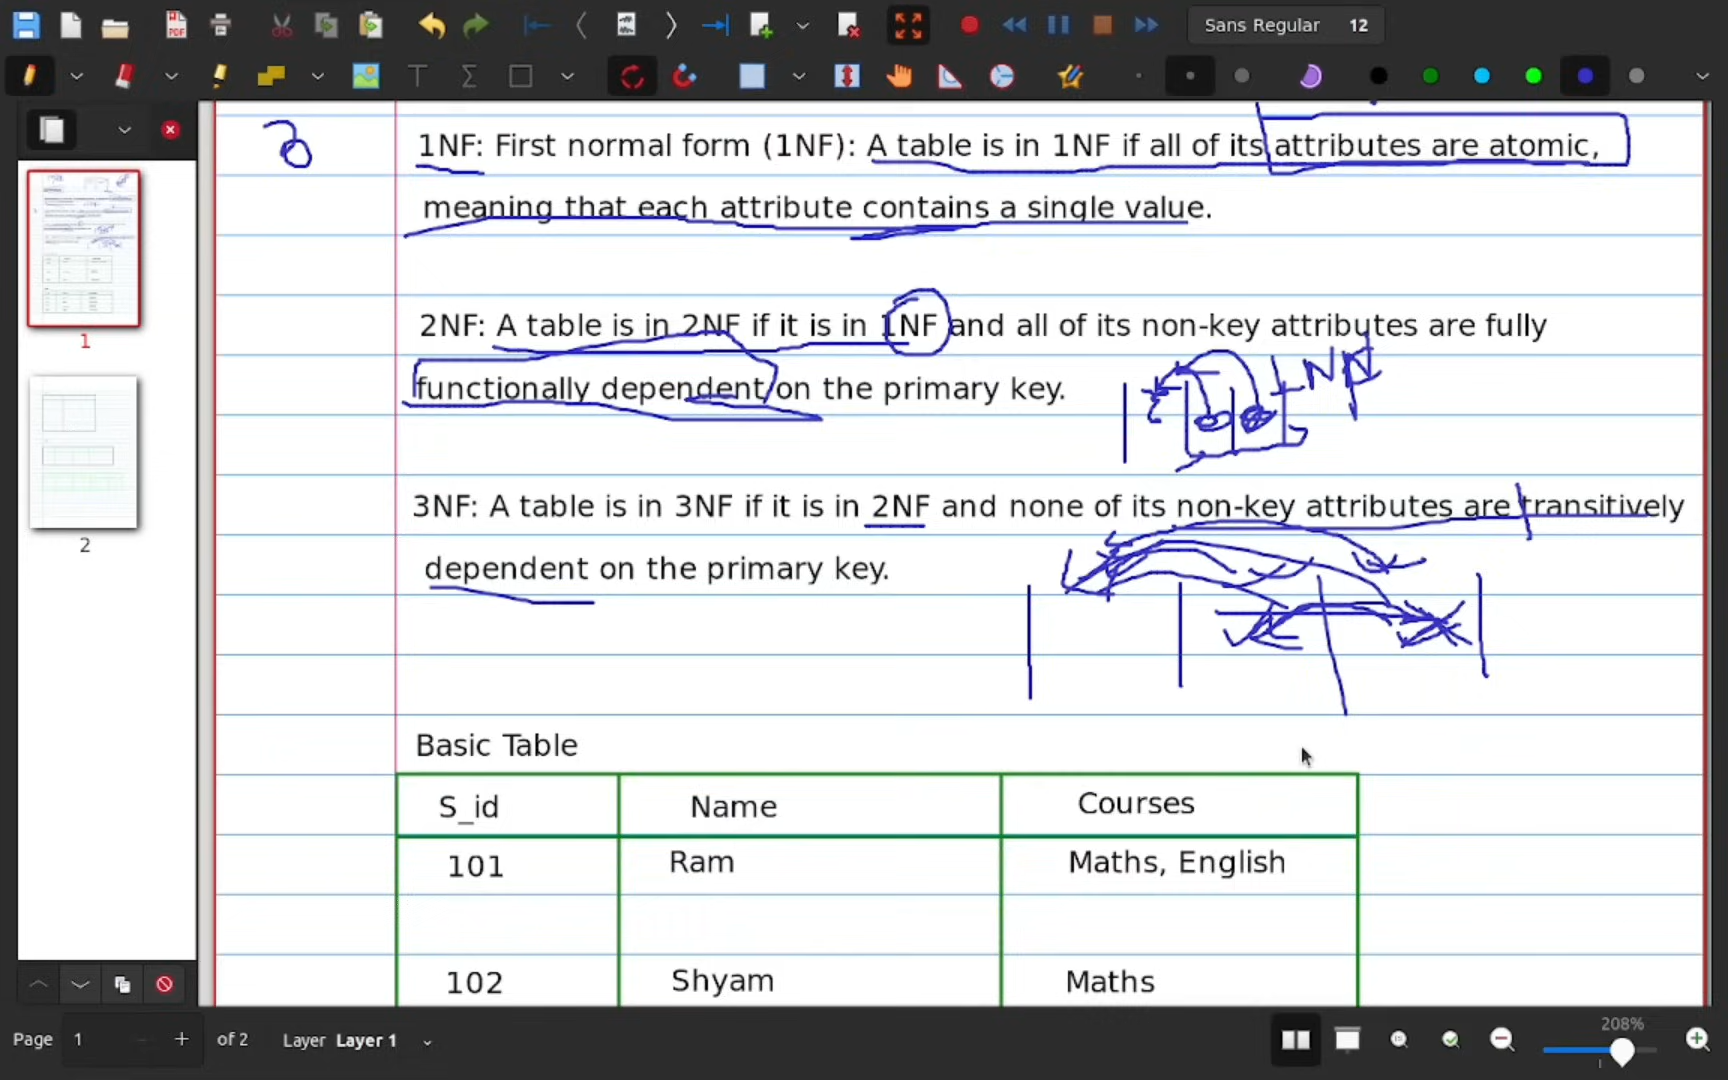 Sans Regular 12
PDF
T
1NF: First normal form (1NF): A table is in 1NF if all of its attributes are atomic,
meaning that each attribute contains a single value.
2NF: A table is in 2NF if it is in 1NF and all of its non-key attributes are fully
functionally dependent on the primary key.
3NF: A table is in 3NF if it is in 2NF and none of its non-key attributes are transitively
dependent on the primary key.
Basic Table
S_id Name Courses
101 Ram Maths, English
102 Shyam Maths
1
2
Page 1 of 2 Layer Layer 1
208%